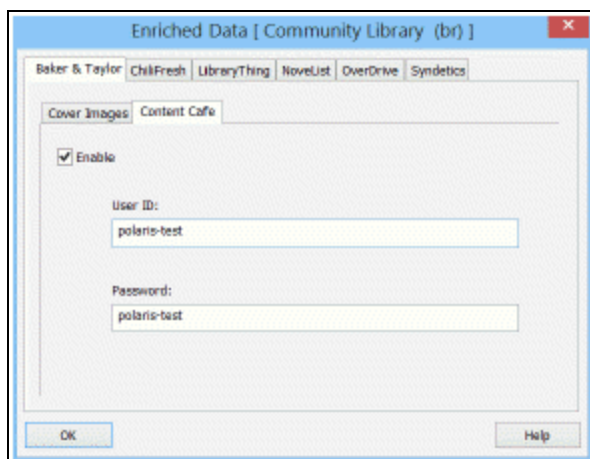 Enriched Data [ Community Library (br) ]
Baker & Taylor ChiliFresh LibraryThing NoveList OverDrive Syndetics
Cover Images Content Cafe
Enable
User ID:
polaris-test
Password:
polaris-test
OK Help